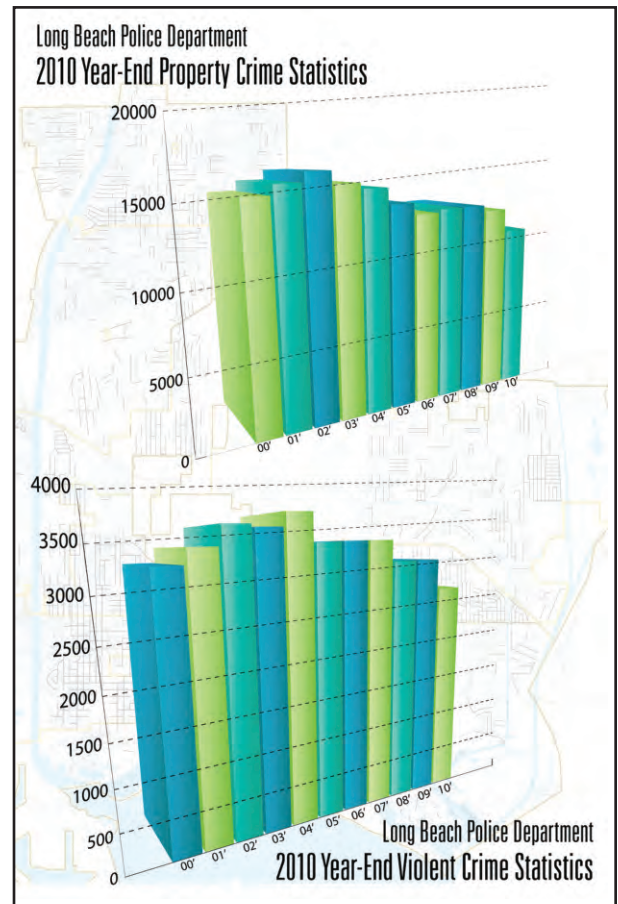 Long Beach Police Department
2010 Year-End Property Crime Statistics
20000
15000
10000
5000
0
00' 01' 02' 03' 04' 05' 06' 07' 08' 09' 10'
4000
3500
3000
2500
2000
1500
1000
500
0
00' 01' 02' 03' 04' 05' 06' 07' 08' 09' 10'
Long Beach Police Department
2010 Year-End Violent Crime Statistics